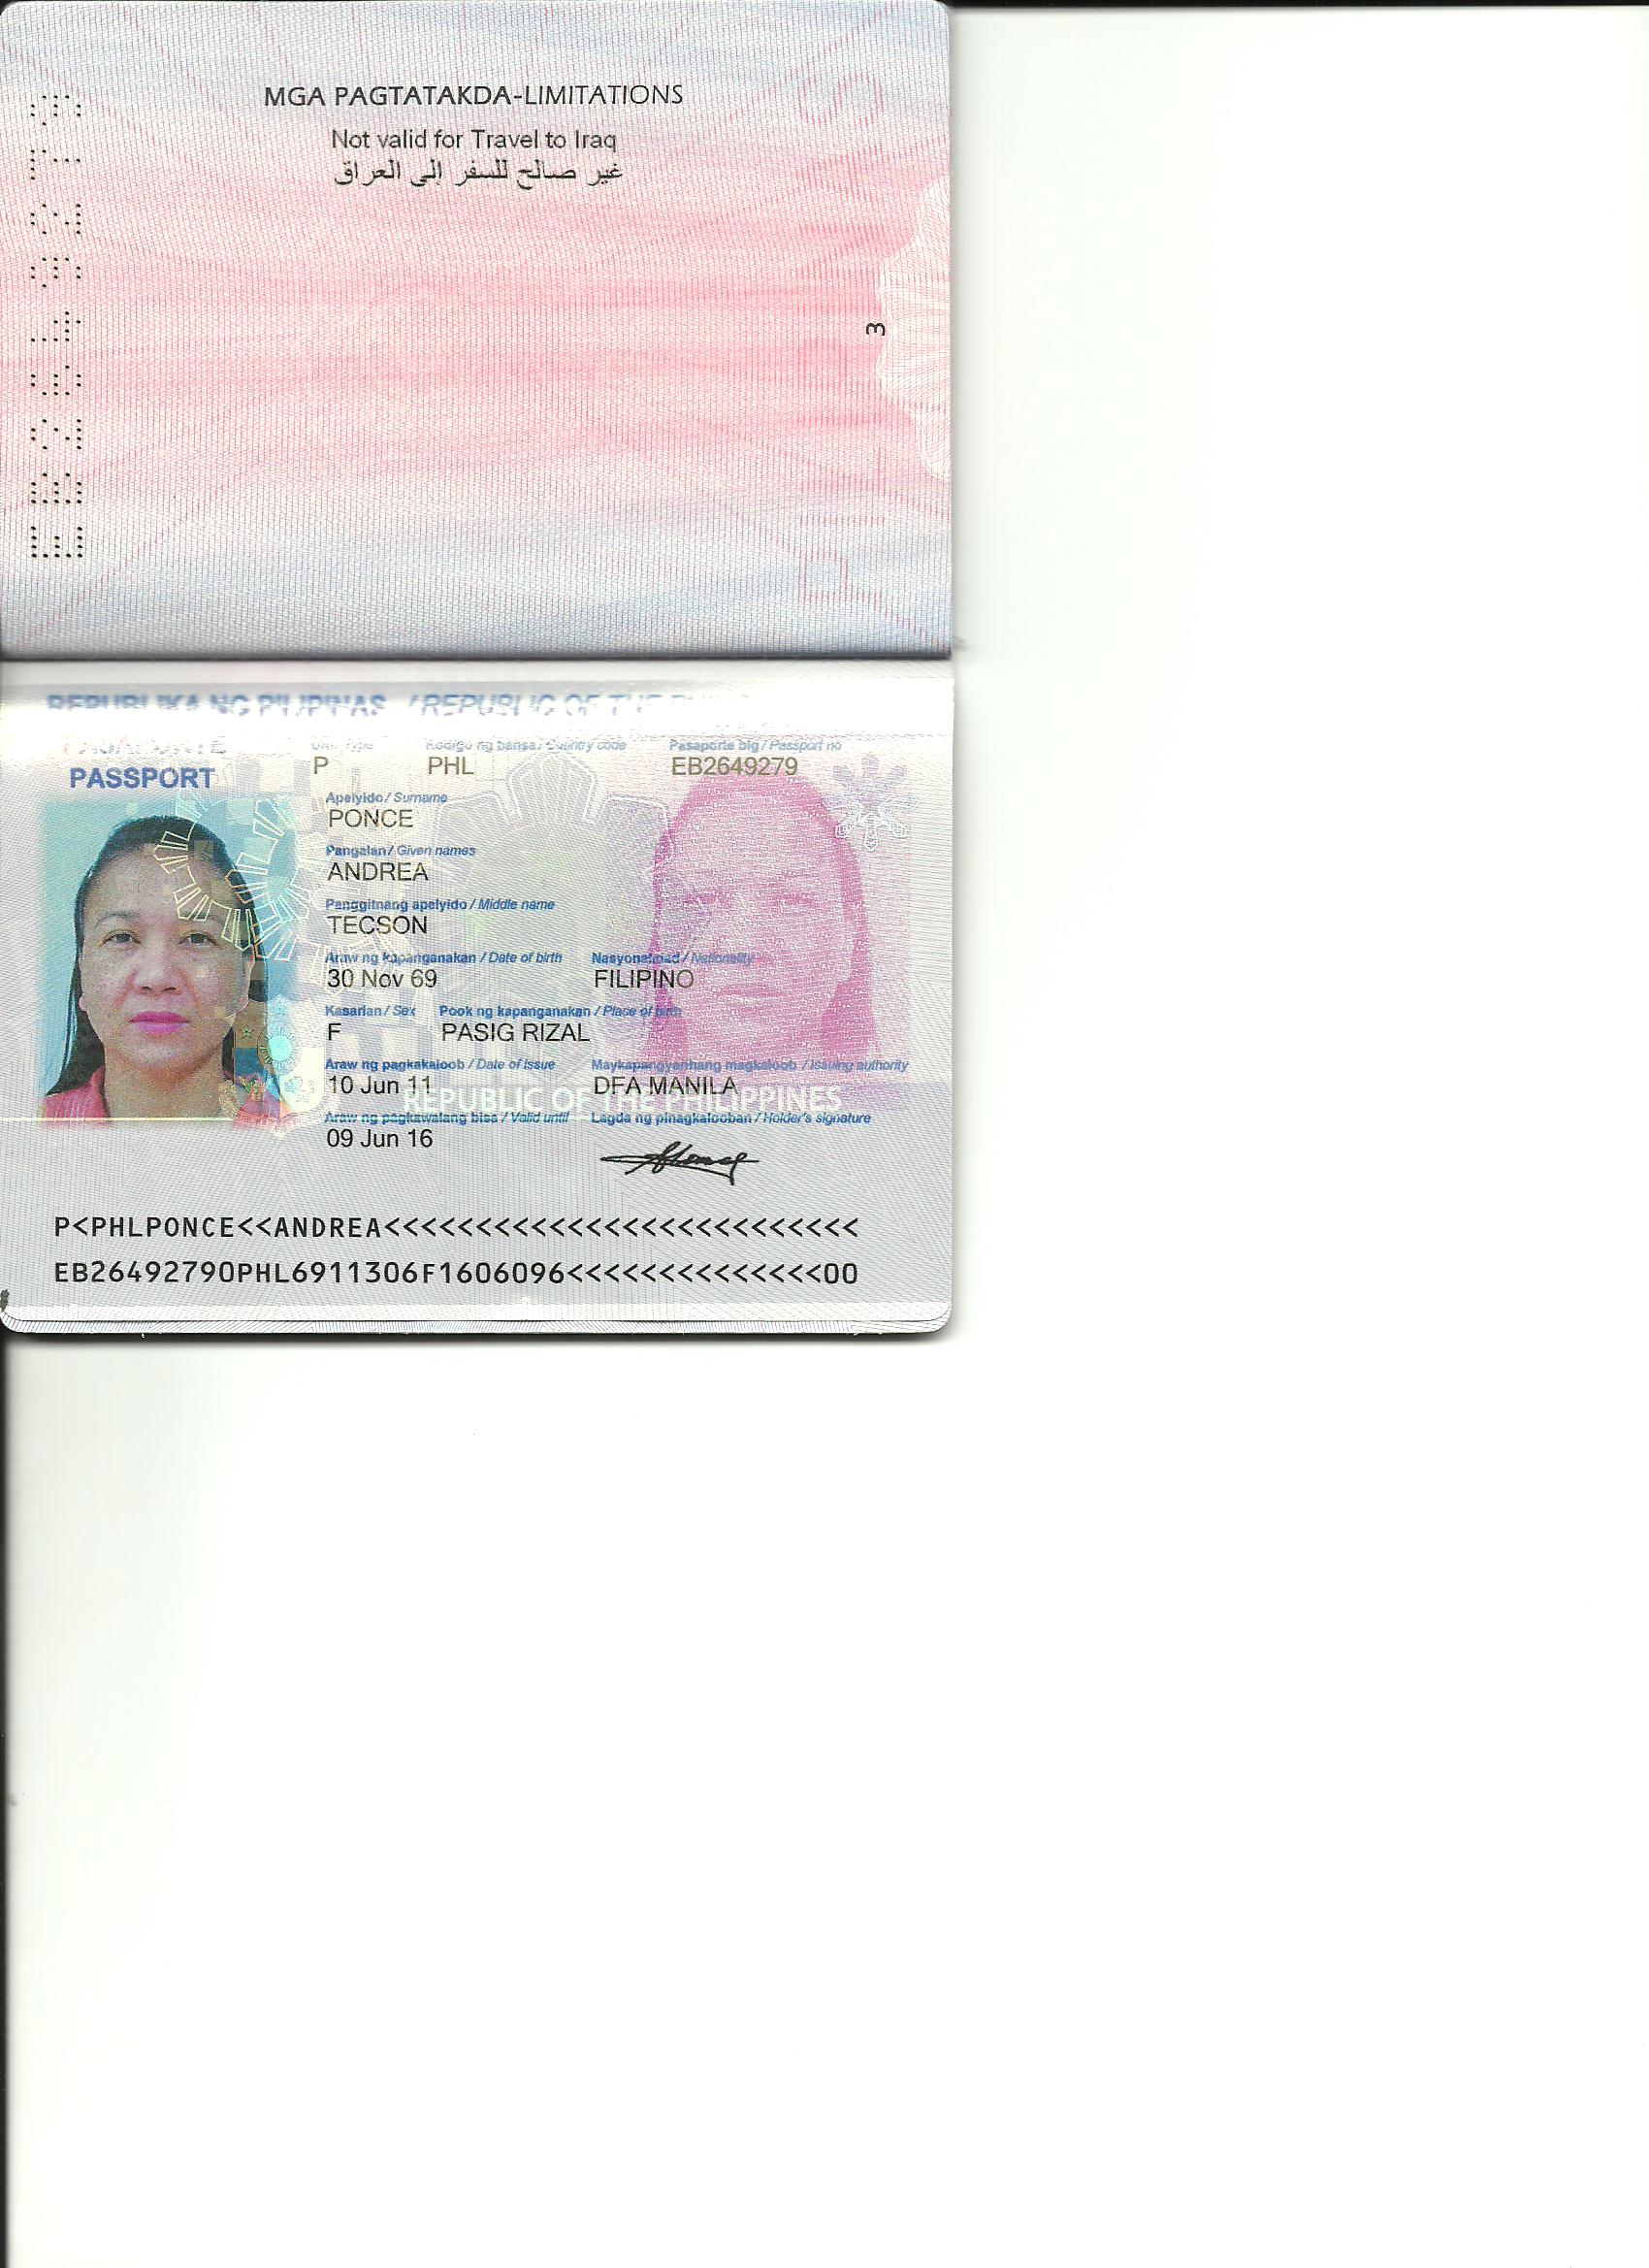 MGA PAGTATAKDA-LIMITATIONS
Not valid for Travel to Iraq
غير صالح للسفر إلى العراق
3
EB2649279
REPUBLIKA NG PILIPINAS / REPUBLIC OF THE
PASAPORTE
PASSPORT
Uri / Type Kodigo ng bansa / Country code Pasaporte blg / Passport no
P PHL EB2649279
Apelyido / Surname
PONCE
Pangalan / Given names
ANDREA
Panggitnang apelyido / Middle name
TECSON
Araw ng kapanganakan / Date of birth Nasyonalidad / Nationality
30 Nov 69 FILIPINO
Kasarian / Sex Pook ng kapanganakan / Place of birth
F PASIG RIZAL
Araw ng pagkakaloob / Date of issue Maykapangyarihang magkaloob / Issuing authority
10 Jun 11 DFA MANILA
REPUBLIC OF THE PHILIPPINES
Araw ng pagkawalang bisa / Valid until Lagda ng pinagkalooban / Holder's signature
09 Jun 16
P<PHLPONCE<<ANDREA<<<<<<<<<<<<<<<<<<<<<<<<<<
EB26492790PHL6911306F1606096<<<<<<<<<<<<<<00